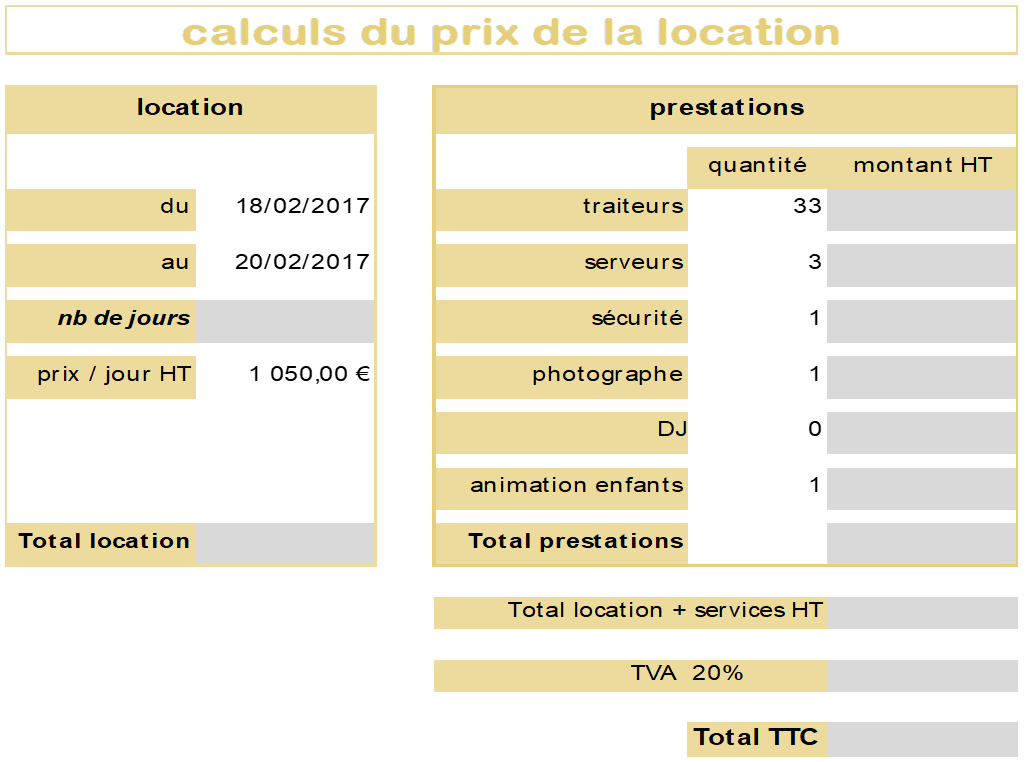 calculs du prix de la location
location
du 18/02/2017
au 20/02/2017
nb de jours
prix / jour HT 1 050,00 €
Total location
prestations
quantité montant HT
traiteurs 33
serveurs 3
sécurité 1
photographe 1
DJ 0
animation enfants 1
Total prestations
Total location + services HT
TVA 20%
Total TTC